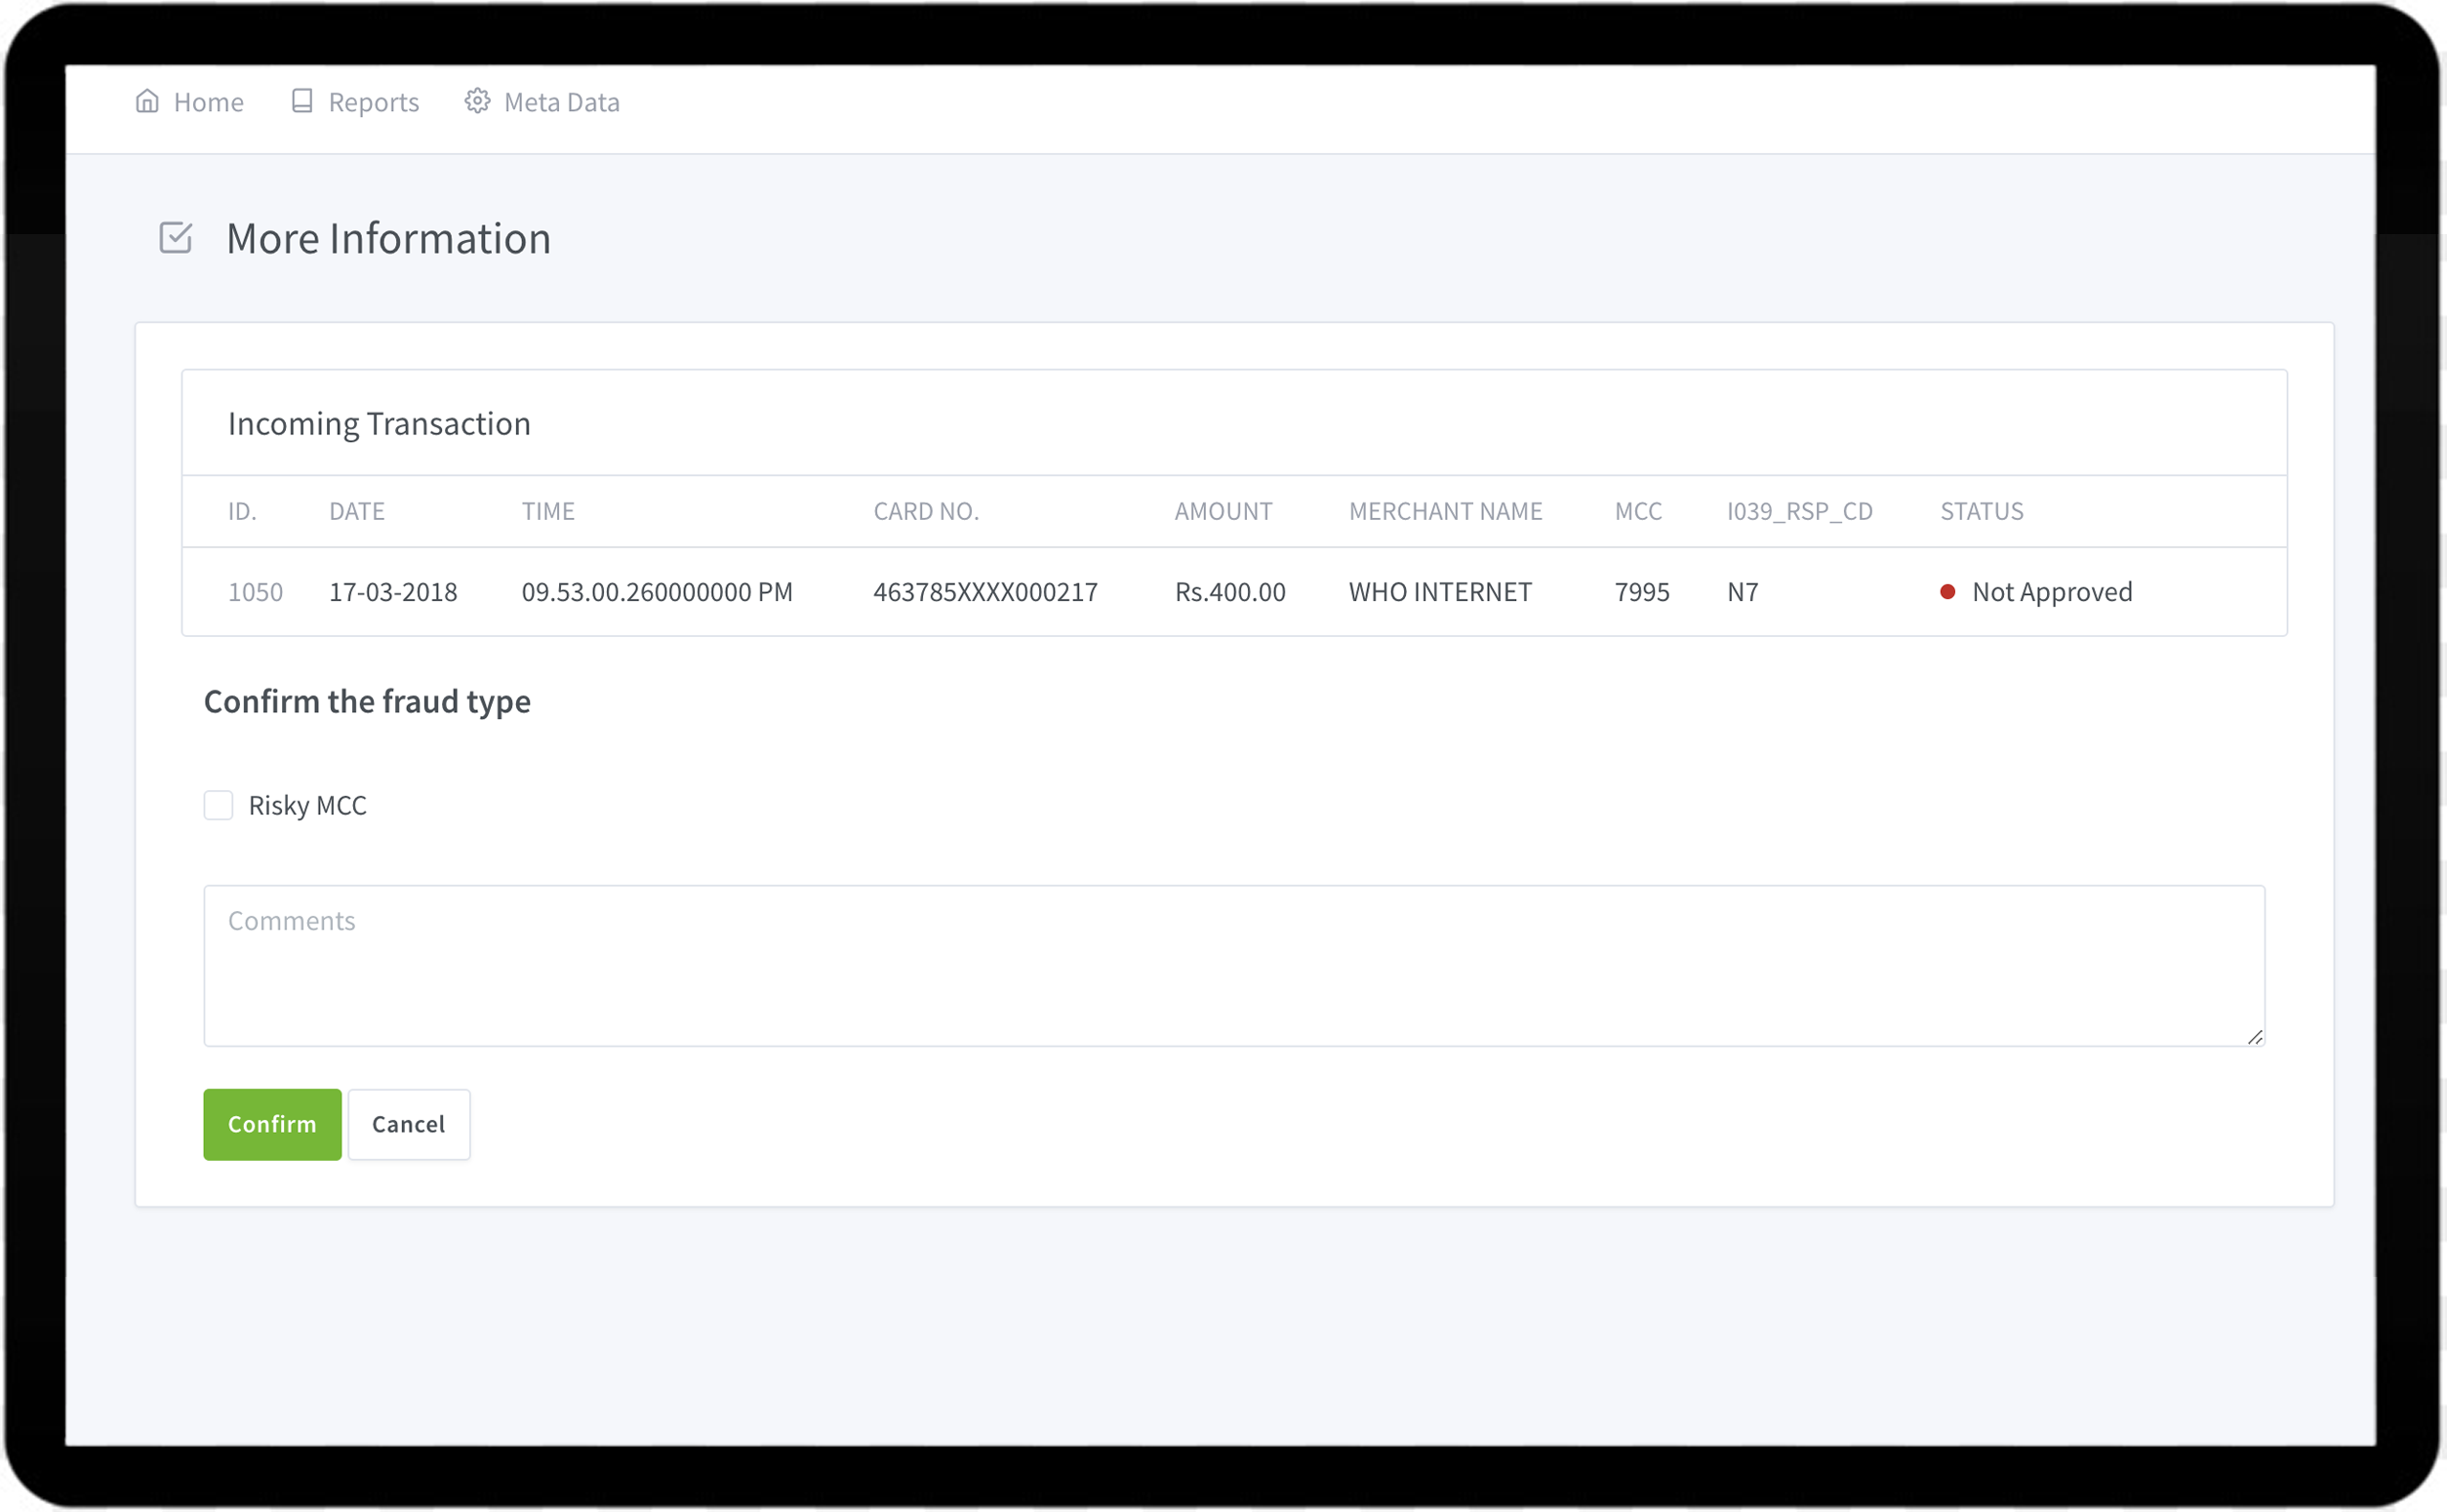 Home Reports Meta Data
More Information
Incoming Transaction
ID. DATE TIME CARD NO. AMOUNT MERCHANT NAME MCC I039_RSP_CD STATUS
1050 17-03-2018 09.53.00.260000000 PM 463785XXXX000217 Rs.400.00 WHO INTERNET 7995 N7 Not Approved
Confirm the fraud type
Risky MCC
Comments
Confirm Cancel